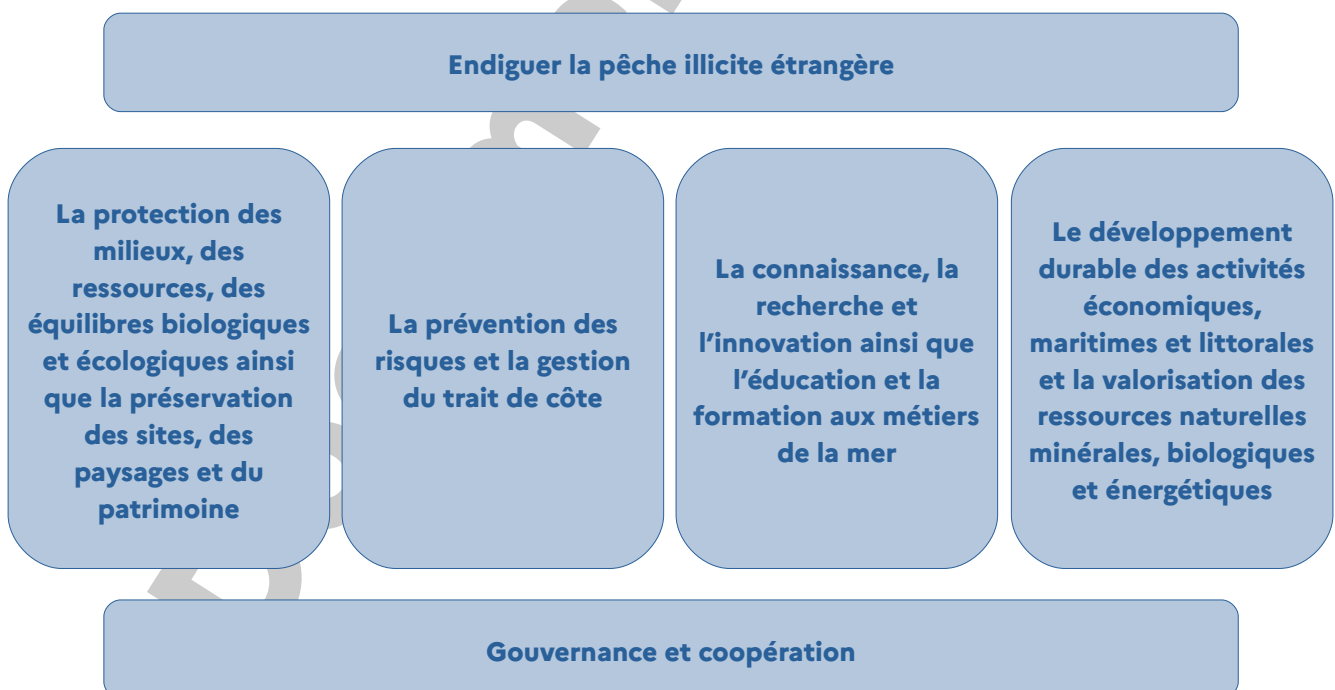 Endiguer la pêche illicite étrangère
La protection des
milieux, des
ressources, des
équilibres biologiques
et écologiques ainsi
que la préservation
des sites, des
paysages et du
patrimoine
La prévention des
risques et la gestion
du trait de côte
La connaissance, la
recherche et
l’innovation ainsi que
l’éducation et la
formation aux métiers
de la mer
Le développement
durable des activités
économiques,
maritimes et littorales
et la valorisation des
ressources naturelles
minérales, biologiques
et énergétiques
Gouvernance et coopération